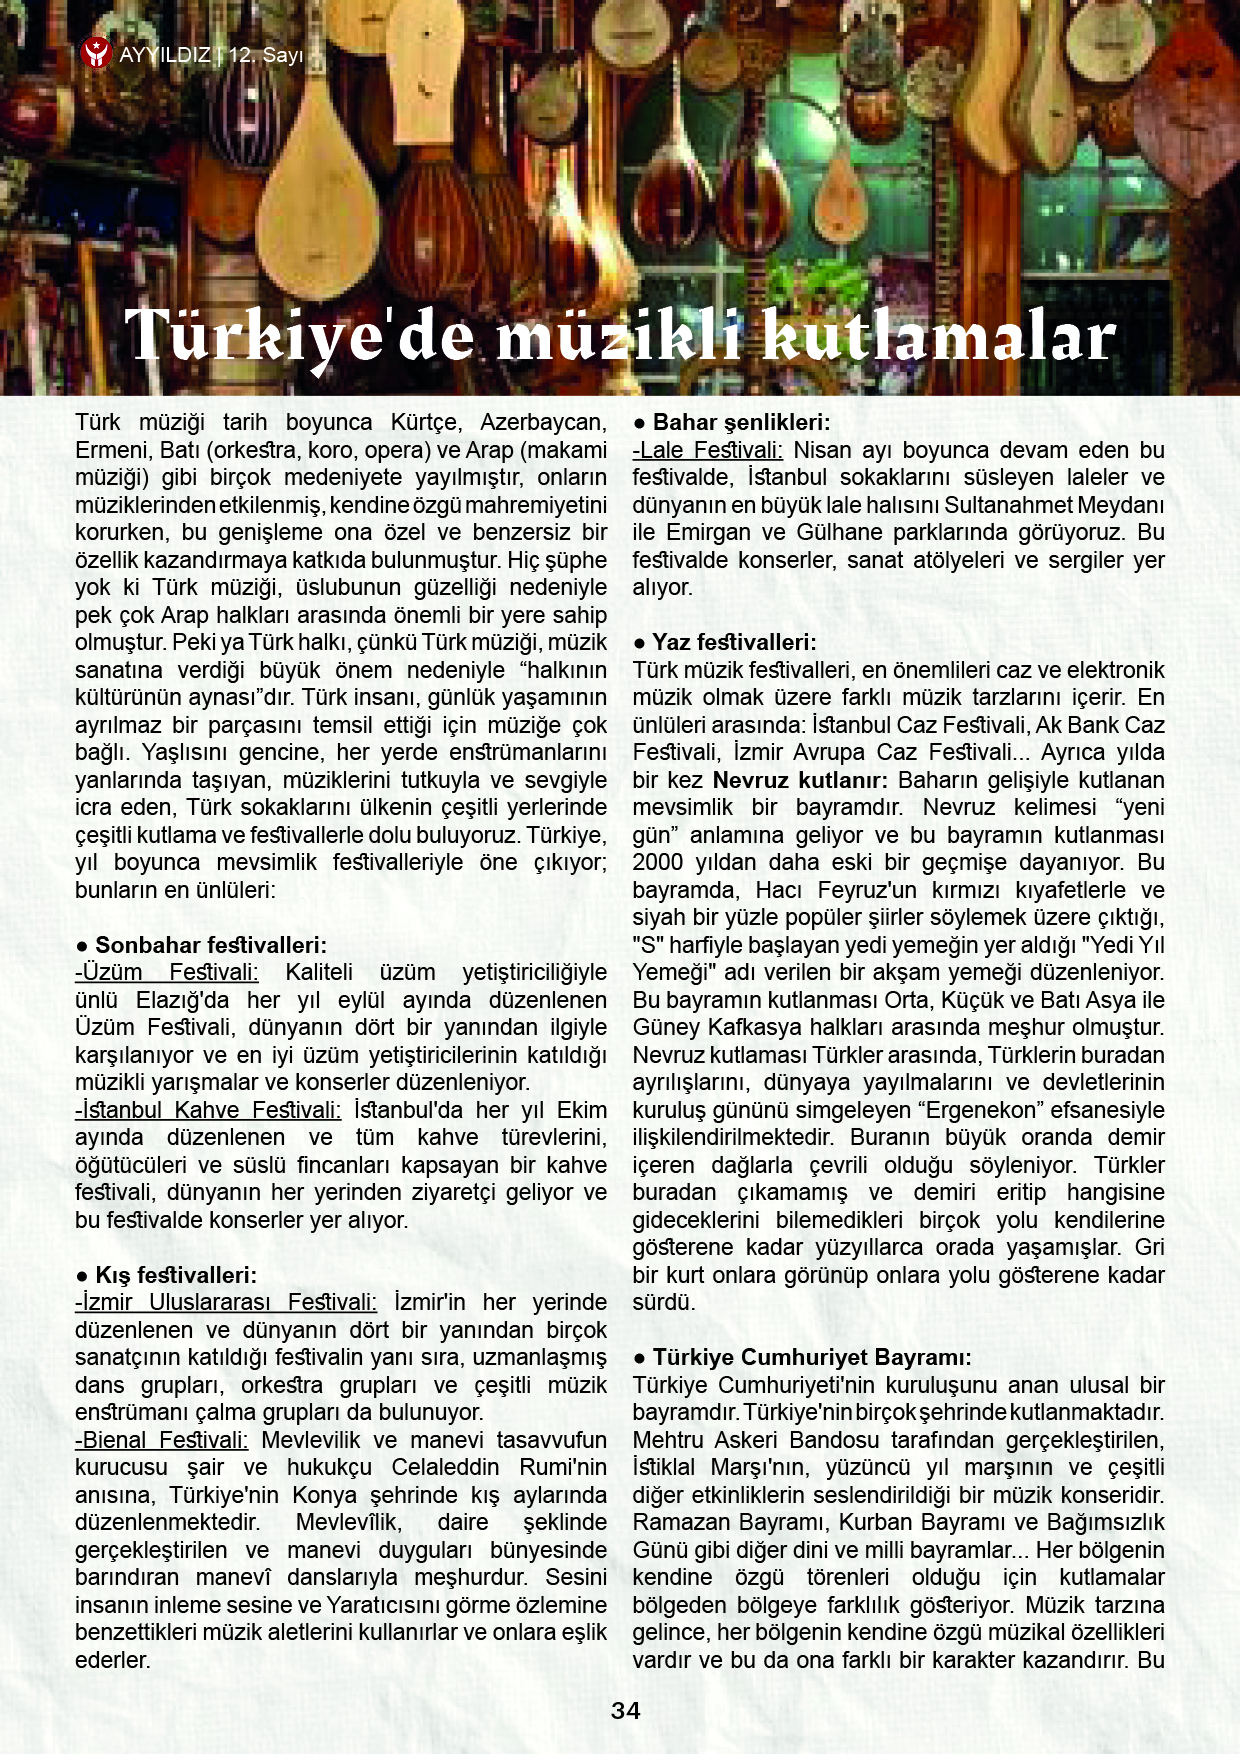 AYYILDIZ | 12. Sayı
Türkiye'de müzikli kutlamalar
Türk müziği tarih boyunca Kürtçe, Azerbaycan,
Ermeni, Batı (orkestra, koro, opera) ve Arap (makami
müziği) gibi birçok medeniyete yayılmıştır, onların
müziklerinden etkilenmiş, kendine özgü mahremiyetini
korurken, bu genişleme ona özel ve benzersiz bir
özellik kazandırmaya katkıda bulunmuştur. Hiç şüphe
yok ki Türk müziği, üslubunun güzelliği nedeniyle
pek çok Arap halkları arasında önemli bir yere sahip
olmuştur. Peki ya Türk halkı, çünkü Türk müziği, müzik
sanatına verdiği büyük önem nedeniyle “halkının
kültürünün aynası”dır. Türk insanı, günlük yaşamının
ayrılmaz bir parçasını temsil ettiği için müziğe çok
bağlı. Yaşlısını gencine, her yerde enstrümanlarını
yanlarında taşıyan, müziklerini tutkuyla ve sevgiyle
icra eden, Türk sokaklarını ülkenin çeşitli yerlerinde
çeşitli kutlama ve festivallerle dolu buluyoruz. Türkiye,
yıl boyunca mevsimlik festivalleriyle öne çıkıyor;
bunların en ünlüleri:
● Sonbahar festivalleri:
-Üzüm Festivali: Kaliteli üzüm yetiştiriciliğiyle
ünlü Elazığ'da her yıl eylül ayında düzenlenen
Üzüm Festivali, dünyanın dört bir yanından ilgiyle
karşılanıyor ve en iyi üzüm yetiştiricilerinin katıldığı
müzikli yarışmalar ve konserler düzenleniyor.
-İstanbul Kahve Festivali: İstanbul'da her yıl Ekim
ayında düzenlenen ve tüm kahve türevlerini,
öğütücüleri ve süslü fincanları kapsayan bir kahve
festivali, dünyanın her yerinden ziyaretçi geliyor ve
bu festivalde konserler yer alıyor.
● Kış festivalleri:
-İzmir Uluslararası Festivali: İzmir'in her yerinde
düzenlenen ve dünyanın dört bir yanından birçok
sanatçının katıldığı festivalin yanı sıra, uzmanlaşmış
dans grupları, orkestra grupları ve çeşitli müzik
enstrümanı çalma grupları da bulunuyor.
-Bienal Festivali: Mevlevilik ve manevi tasavvufun
kurucusu şair ve hukukçu Celaleddin Rumi'nin
anısına, Türkiye'nin Konya şehrinde kış aylarında
düzenlenmektedir. Mevlevîlik, daire şeklinde
gerçekleştirilen ve manevi duyguları bünyesinde
barındıran manevî danslarıyla meşhurdur. Sesini
insanın inleme sesine ve Yaratıcısını görme özlemine
benzettikleri müzik aletlerini kullanırlar ve onlara eşlik
ederler.
● Bahar şenlikleri:
-Lale Festivali: Nisan ayı boyunca devam eden bu
festivalde, İstanbul sokaklarını süsleyen laleler ve
dünyanın en büyük lale halısını Sultanahmet Meydanı
ile Emirgan ve Gülhane parklarında görüyoruz. Bu
festivalde konserler, sanat atölyeleri ve sergiler yer
alıyor.
● Yaz festivalleri:
Türk müzik festivalleri, en önemlileri caz ve elektronik
müzik olmak üzere farklı müzik tarzlarını içerir. En
ünlüleri arasında: İstanbul Caz Festivali, Ak Bank Caz
Festivali, İzmir Avrupa Caz Festivali... Ayrıca yılda
bir kez Nevruz kutlanır: Baharın gelişiyle kutlanan
mevsimlik bir bayramdır. Nevruz kelimesi “yeni
gün” anlamına geliyor ve bu bayramın kutlanması
2000 yıldan daha eski bir geçmişe dayanıyor. Bu
bayramda, Hacı Feyruz'un kırmızı kıyafetlerle ve
siyah bir yüzle popüler şiirler söylemek üzere çıktığı,
"S" harfiyle başlayan yedi yemeğin yer aldığı "Yedi Yıl
Yemeği" adı verilen bir akşam yemeği düzenleniyor.
Bu bayramın kutlanması Orta, Küçük ve Batı Asya ile
Güney Kafkasya halkları arasında meşhur olmuştur.
Nevruz kutlaması Türkler arasında, Türklerin buradan
ayrılışlarını, dünyaya yayılmalarını ve devletlerinin
kuruluş gününü simgeleyen “Ergenekon” efsanesiyle
ilişkilendirilmektedir. Buranın büyük oranda demir
içeren dağlarla çevrili olduğu söyleniyor. Türkler
buradan çıkamamış ve demiri eritip hangisine
gideceklerini bilemedikleri birçok yolu kendilerine
gösterene kadar yüzyıllarca orada yaşamışlar. Gri
bir kurt onlara görünüp onlara yolu gösterene kadar
sürdü.
● Türkiye Cumhuriyet Bayramı:
Türkiye Cumhuriyeti'nin kuruluşunu anan ulusal bir
bayramdır. Türkiye'nin birçok şehrinde kutlanmaktadır.
Mehtru Askeri Bandosu tarafından gerçekleştirilen,
İstiklal Marşı'nın, yüzüncü yıl marşının ve çeşitli
diğer etkinliklerin seslendirildiği bir müzik konseridir.
Ramazan Bayramı, Kurban Bayramı ve Bağımsızlık
Günü gibi diğer dini ve milli bayramlar... Her bölgenin
kendine özgü törenleri olduğu için kutlamalar
bölgeden bölgeye farklılık gösteriyor. Müzik tarzına
gelince, her bölgenin kendine özgü müzikal özellikleri
vardır ve bu da ona farklı bir karakter kazandırır. Bu
34